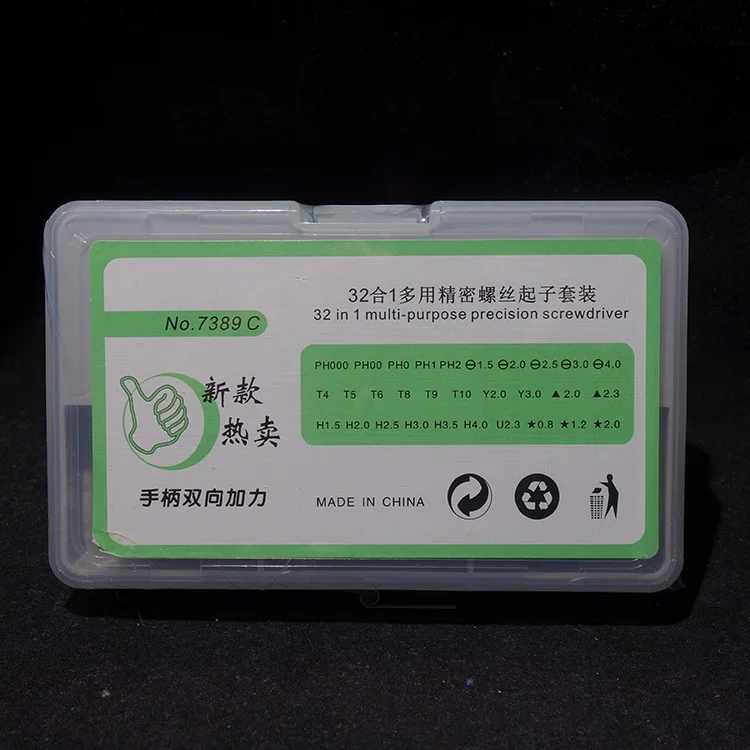 32合1多用精密螺丝起子套装
32 in 1 multi-purpose precision screwdriver
No.7389 C
PH000 PH00 PH0 PH1 PH2 ⊖1.5 ⊖2.0 ⊖2.5 ⊖3.0 ⊖4.0
T4 T5 T6 T8 T9 T10 Y2.0 Y3.0 ▲2.0 ▲2.3
H1.5 H2.0 H2.5 H3.0 H3.5 H4.0 U2.3 ★0.8 ★1.2 ★2.0
新款
热卖
手柄双向加力
MADE IN CHINA